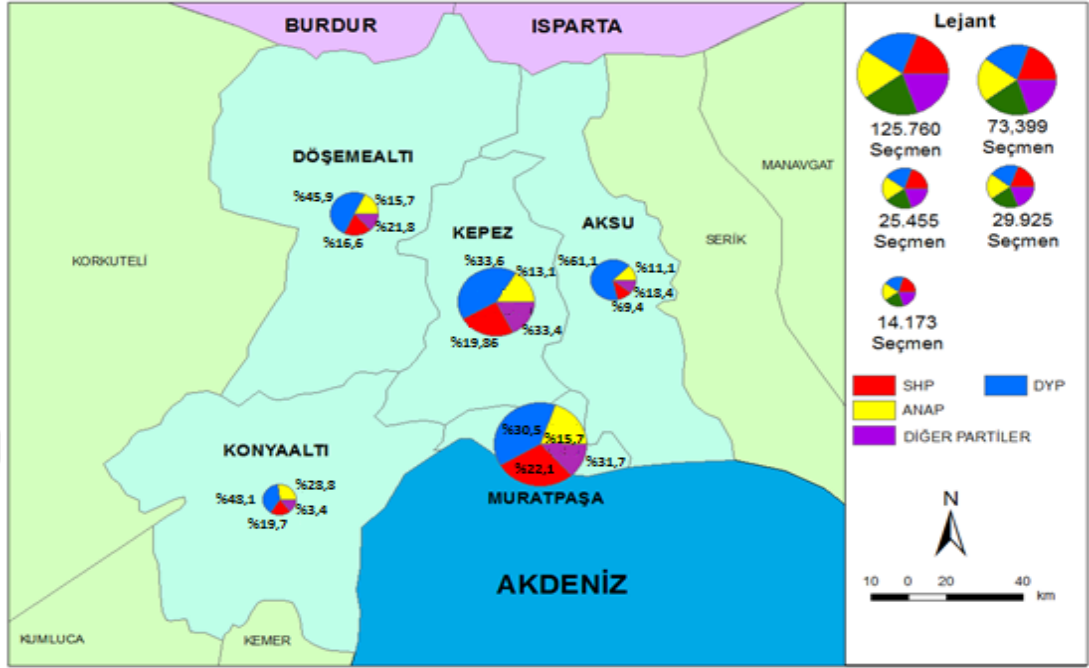 BURDUR
ISPARTA
DÖŞEMEALTI
%45,9
%15,7
%21,8
%16,6
KEPEZ
%33,6
%13,1
%33,4
%19,86
AKSU
%61,1
%11,1
%18,4
%9,4
MANAVGAT
SERİK
KORKUTELİ
KONYAALTI
%48,1
%28,8
%3,4
%19,7
%30,5
%15,7
%22,1
%31,7
MURATPAŞA
AKDENİZ
KUMLUCA
KEMER
Lejant
125.760
Seçmen
73,399
Seçmen
25.455
Seçmen
29.925
Seçmen
14.173
Seçmen
SHP
DYP
ANAP
DİĞER PARTİLER
N
10 0 20 40
km